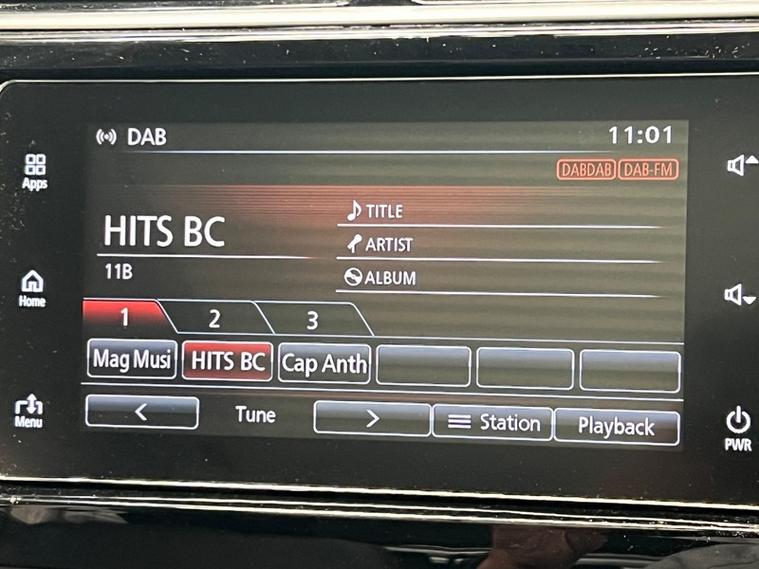 DAB
11:01
DABDAB DAB-FM
Apps
HITS BC
11B
TITLE
ARTIST
ALBUM
Home
1 2 3
Mag Musi HITS BC Cap Anth
Menu
< Tune > Station Playback
PWR